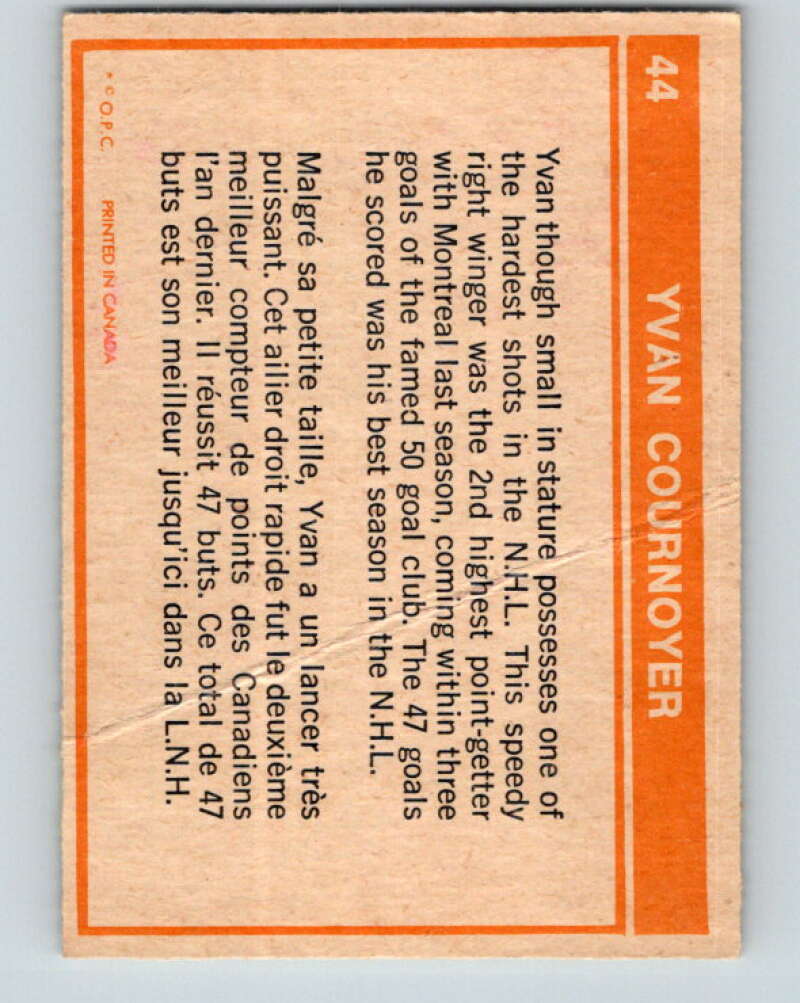 44 YVAN COURNOYER
Yvan though small in stature possesses one of
the hardest shots in the N.H.L. This speedy
right winger was the 2nd highest point-getter
with Montreal last season, coming within three
goals of the famed 50 goal club. The 47 goals
he scored was his best season in the N.H.L.
Malgré sa petite taille, Yvan a un lancer très
puissant. Cet ailier droit rapide fut le deuxième
meilleur compteur de points des Canadiens
l'an dernier. Il réussit 47 buts. Ce total de 47
buts est son meilleur jusqu'ici dans la L.N.H.
* © O.P.C. PRINTED IN CANADA